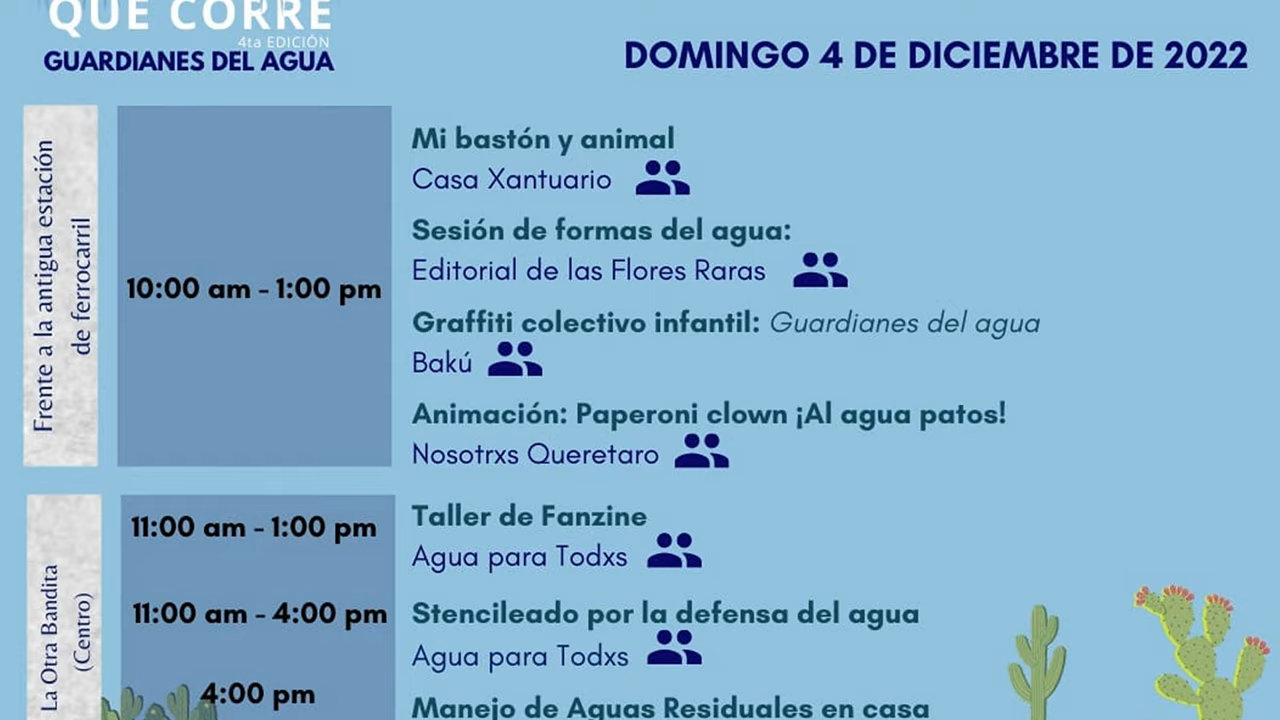 QUE CORRE
4ta EDICIÓN
GUARDIANES DEL AGUA
DOMINGO 4 DE DICIEMBRE DE 2022
Frente a la antigua estación
de ferrocarril
10:00 am - 1:00 pm
Mi bastón y animal
Casa Xantuario
Sesión de formas del agua:
Editorial de las Flores Raras
Graffiti colectivo infantil: Guardianes del agua
Bakú
Animación: Paperoni clown ¡Al agua patos!
Nosotrxs Queretaro
La Otra Bandita
(Centro)
11:00 am - 1:00 pm
Taller de Fanzine
Agua para Todxs
11:00 am - 4:00 pm
Stencileado por la defensa del agua
Agua para Todxs
4:00 pm
Manejo de Aguas Residuales en casa